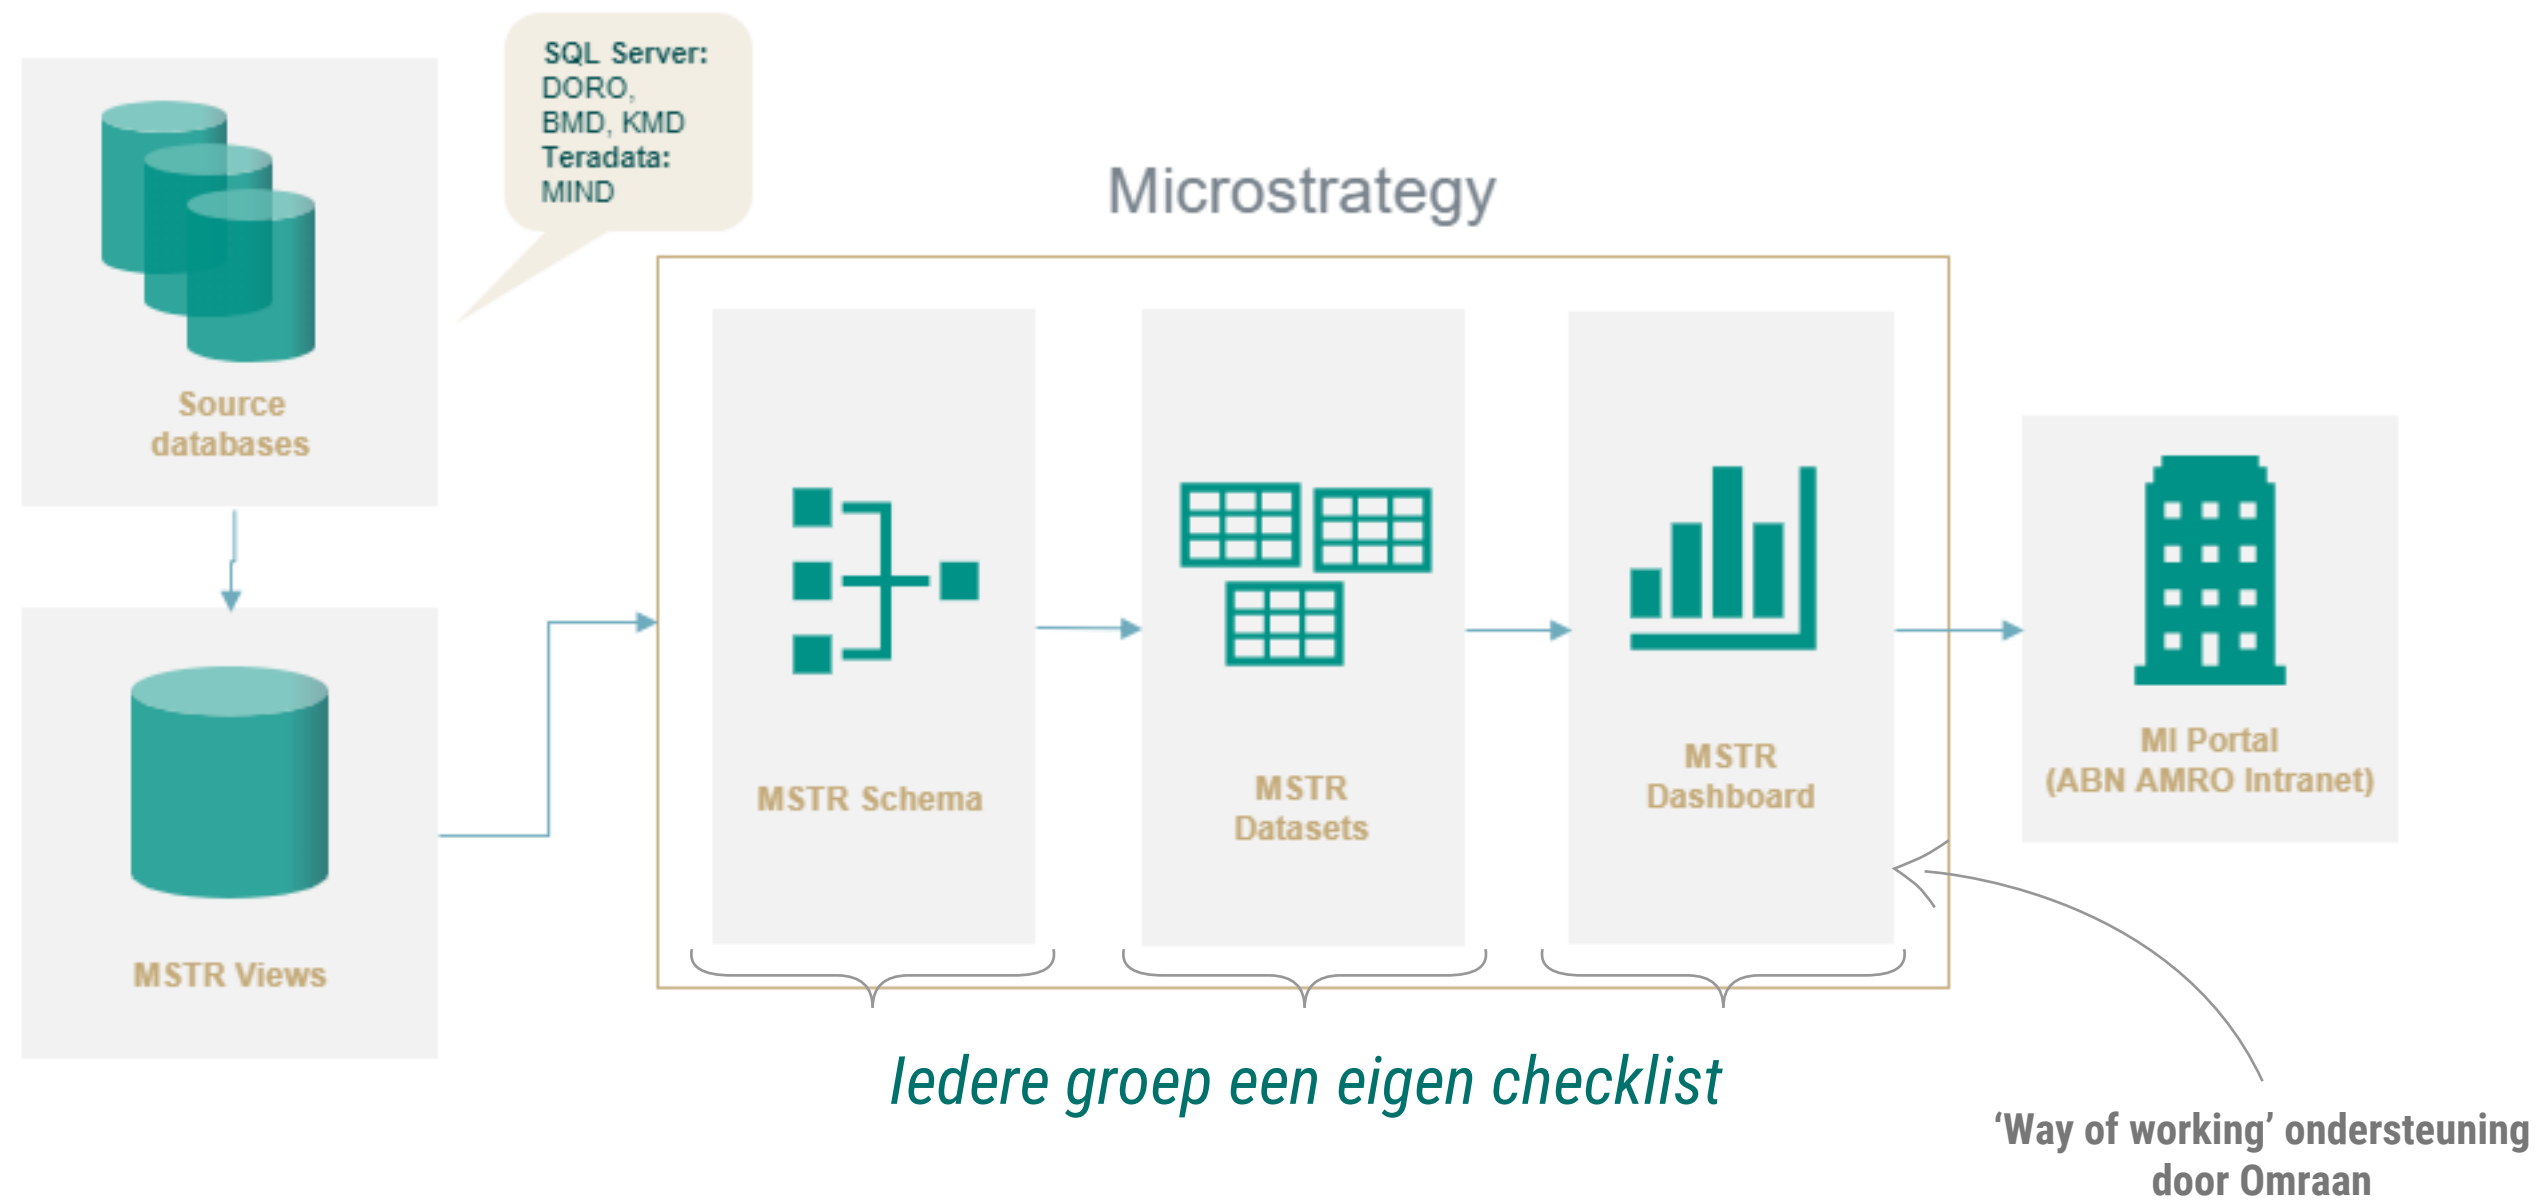 SQL Server:
DORO,
BMD, KMD
Teradata:
MIND
Microstrategy
Source
databases
MSTR Views
MSTR Schema
MSTR
Datasets
MSTR
Dashboard
MI Portal
(ABN AMRO Intranet)
Iedere groep een eigen checklist
‘Way of working’ ondersteuning
door Omraan